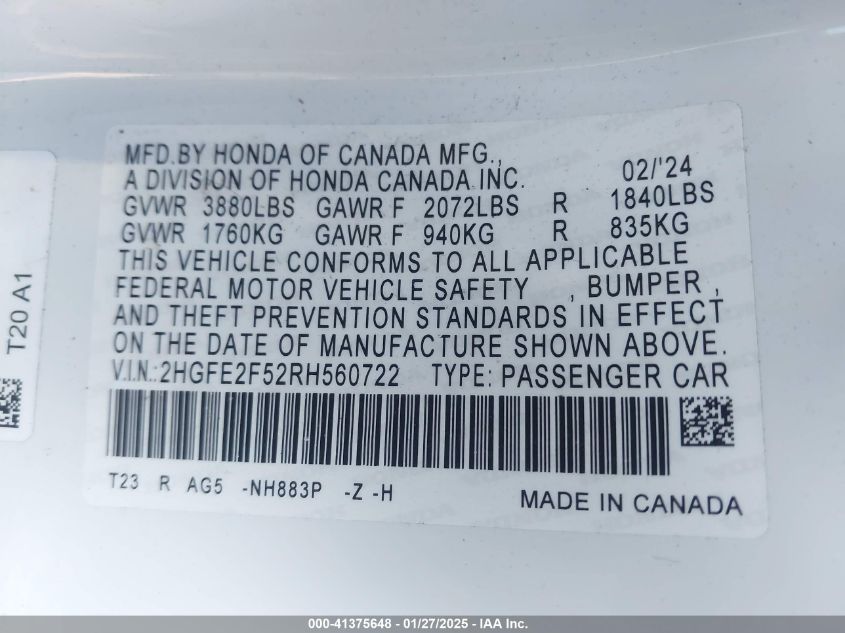 MFD.BY HONDA OF CANADA MFG.,
A DIVISION OF HONDA CANADA INC. 02/'24
GVWR 3880LBS GAWR F 2072LBS R 1840LBS
GVWR 1760KG GAWR F 940KG R 835KG
THIS VEHICLE CONFORMS TO ALL APPLICABLE
FEDERAL MOTOR VEHICLE SAFETY , BUMPER ,
AND THEFT PREVENTION STANDARDS IN EFFECT
ON THE DATE OF MANUFACTURE SHOWN ABOVE.
V.I.N.:2HGFE2F52RH560722 TYPE: PASSENGER CAR
T23 R AG5 -NH883P -Z -H
MADE IN CANADA
T20 A1
000-41375648 - 01/27/2025 - IAAI.com.